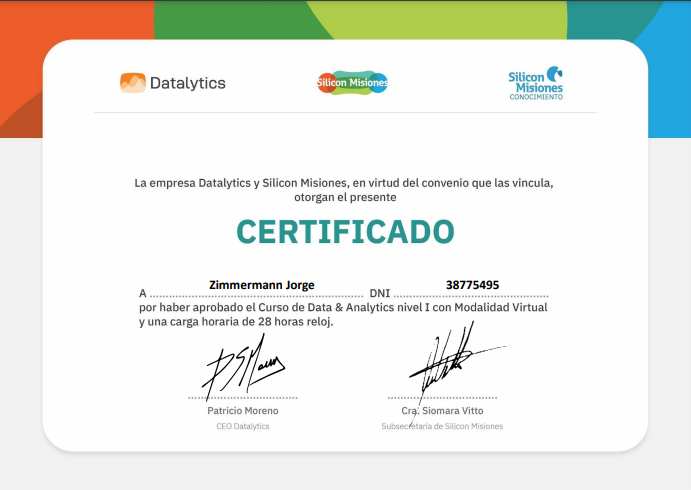 Datalytics
Silicon Misiones
Silicon
Misiones
CONOCIMIENTO
La empresa Datalytics y Silicon Misiones, en virtud del convenio que las vincula,
otorgan el presente
CERTIFICADO
A Zimmermann Jorge DNI 38775495
por haber aprobado el Curso de Data & Analytics nivel I con Modalidad Virtual
y una carga horaria de 28 horas reloj.
Patricio Moreno Cra. Siomara Vitto
CEO Datalytics Subsecretaria de Silicon Misiones